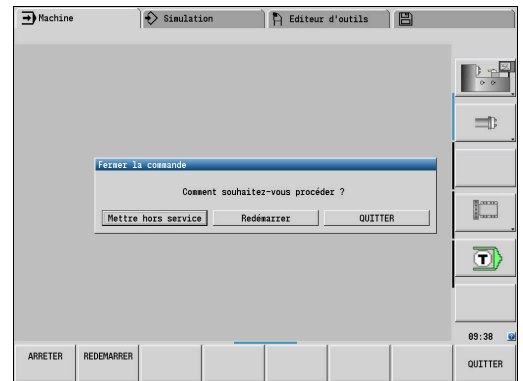 Machine
Simulation
Editeur d'outils
Fermer la commande
Comment souhaitez-vous procéder ?
Mettre hors service
Redémarrer
QUITTER
T
09:38
ARRETER
REDEMARRER
QUITTER